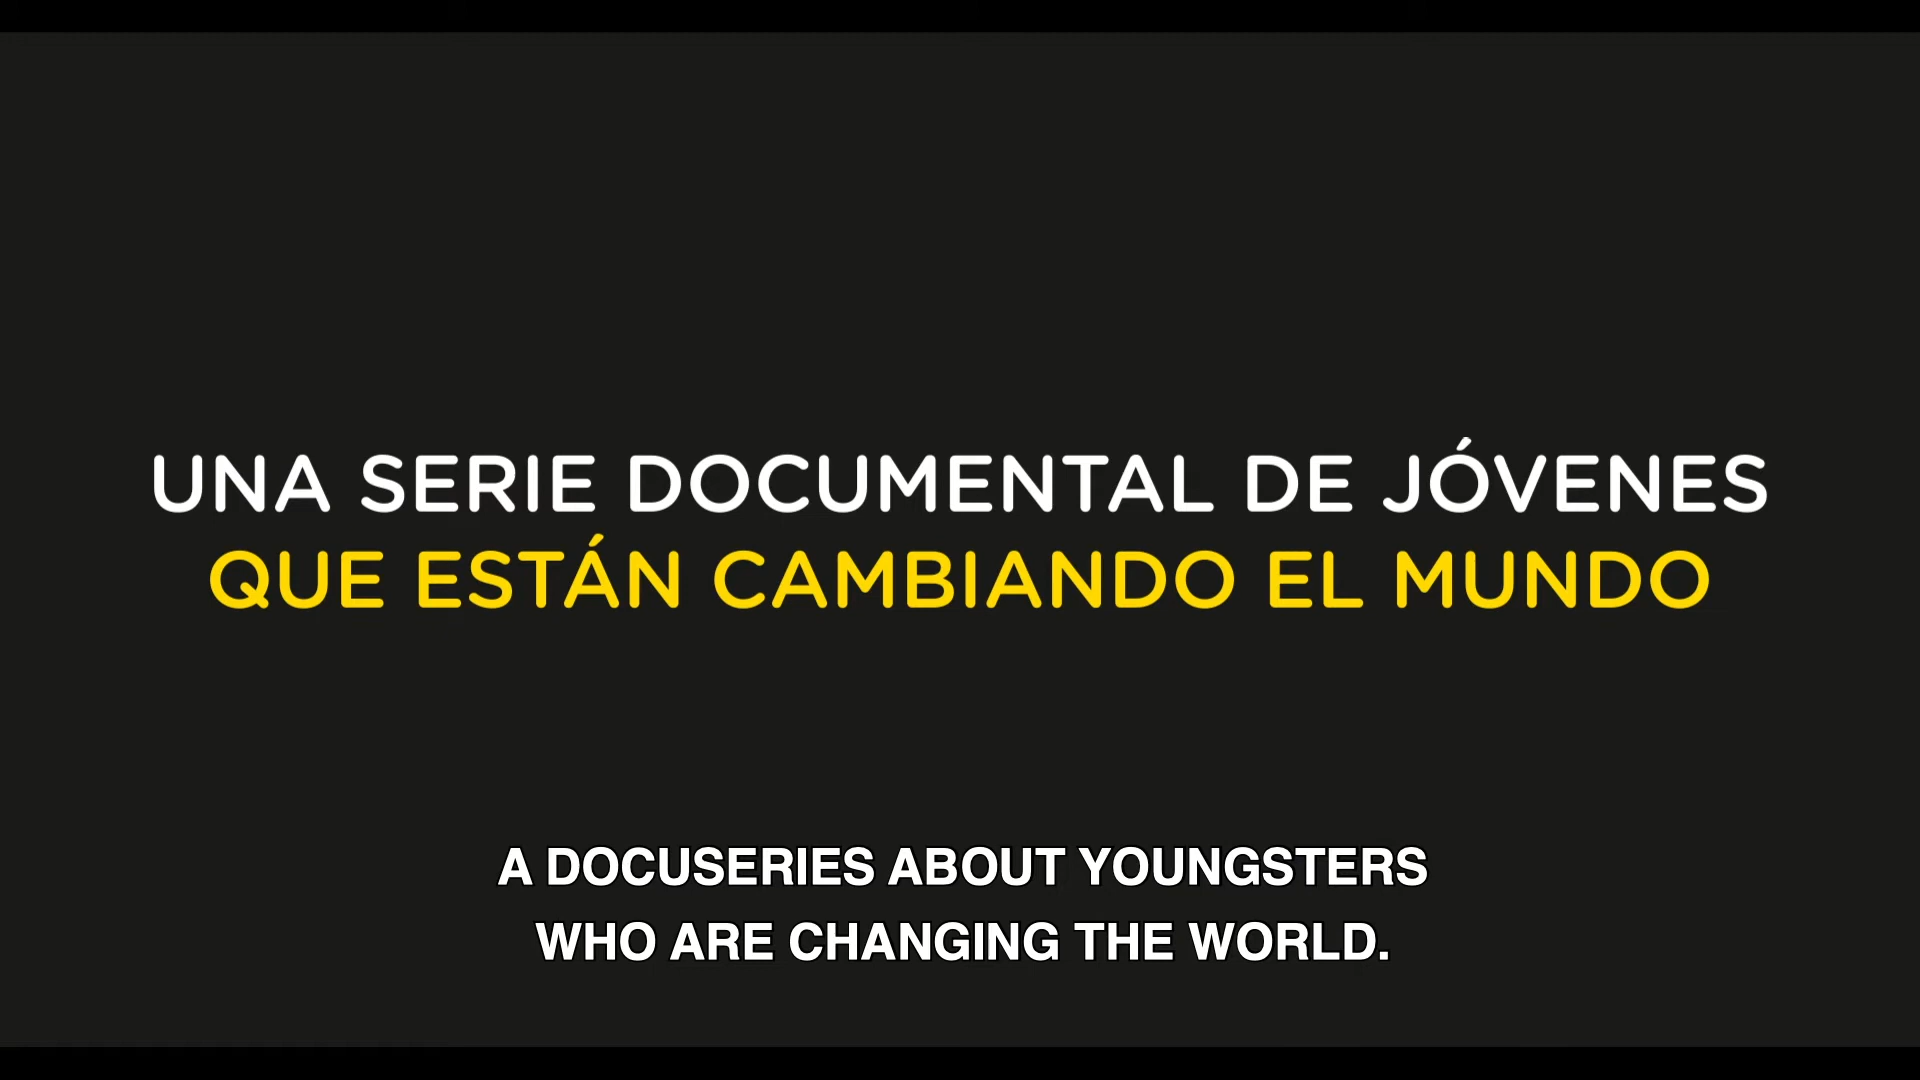 UNA SERIE DOCUMENTAL DE JÓVENES
QUE ESTÁN CAMBIANDO EL MUNDO
A DOCUSERIES ABOUT YOUNGSTERS
WHO ARE CHANGING THE WORLD.